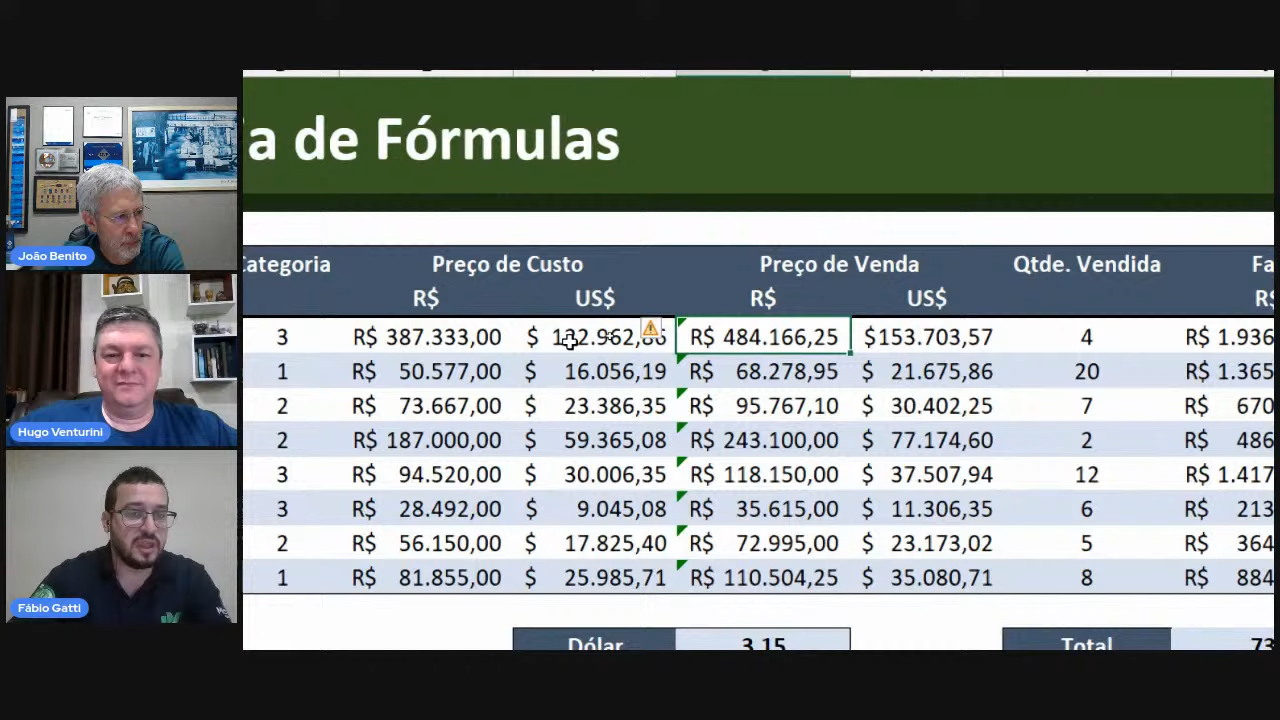 a de Fórmulas
João Benito
Hugo Venturini
Fábio Gatti
Categoria Preço de Custo Preço de Venda Qtde. Vendida Fa
R$ US$ R$ US$ R$
3 R$ 387.333,00 $ R$ 484.166,25 $153.703,57 4 R$ 1.936
1 R$ 50.577,00 $ 16.056,19 R$ 68.278,95 $ 21.675,86 20 R$ 1.365
2 R$ 73.667,00 $ 23.386,35 R$ 95.767,10 $ 30.402,25 7 R$ 670
2 R$ 187.000,00 $ 59.365,08 R$ 243.100,00 $ 77.174,60 2 R$ 486
3 R$ 94.520,00 $ 30.006,35 R$ 118.150,00 $ 37.507,94 12 R$ 1.417
3 R$ 28.492,00 $ 9.045,08 R$ 35.615,00 $ 11.306,35 6 R$ 213
2 R$ 56.150,00 $ 17.825,40 R$ 72.995,00 $ 23.173,02 5 R$ 364
1 R$ 81.855,00 $ 25.985,71 R$ 110.504,25 $ 35.080,71 8 R$ 884
Dólar 3,15 Total 73